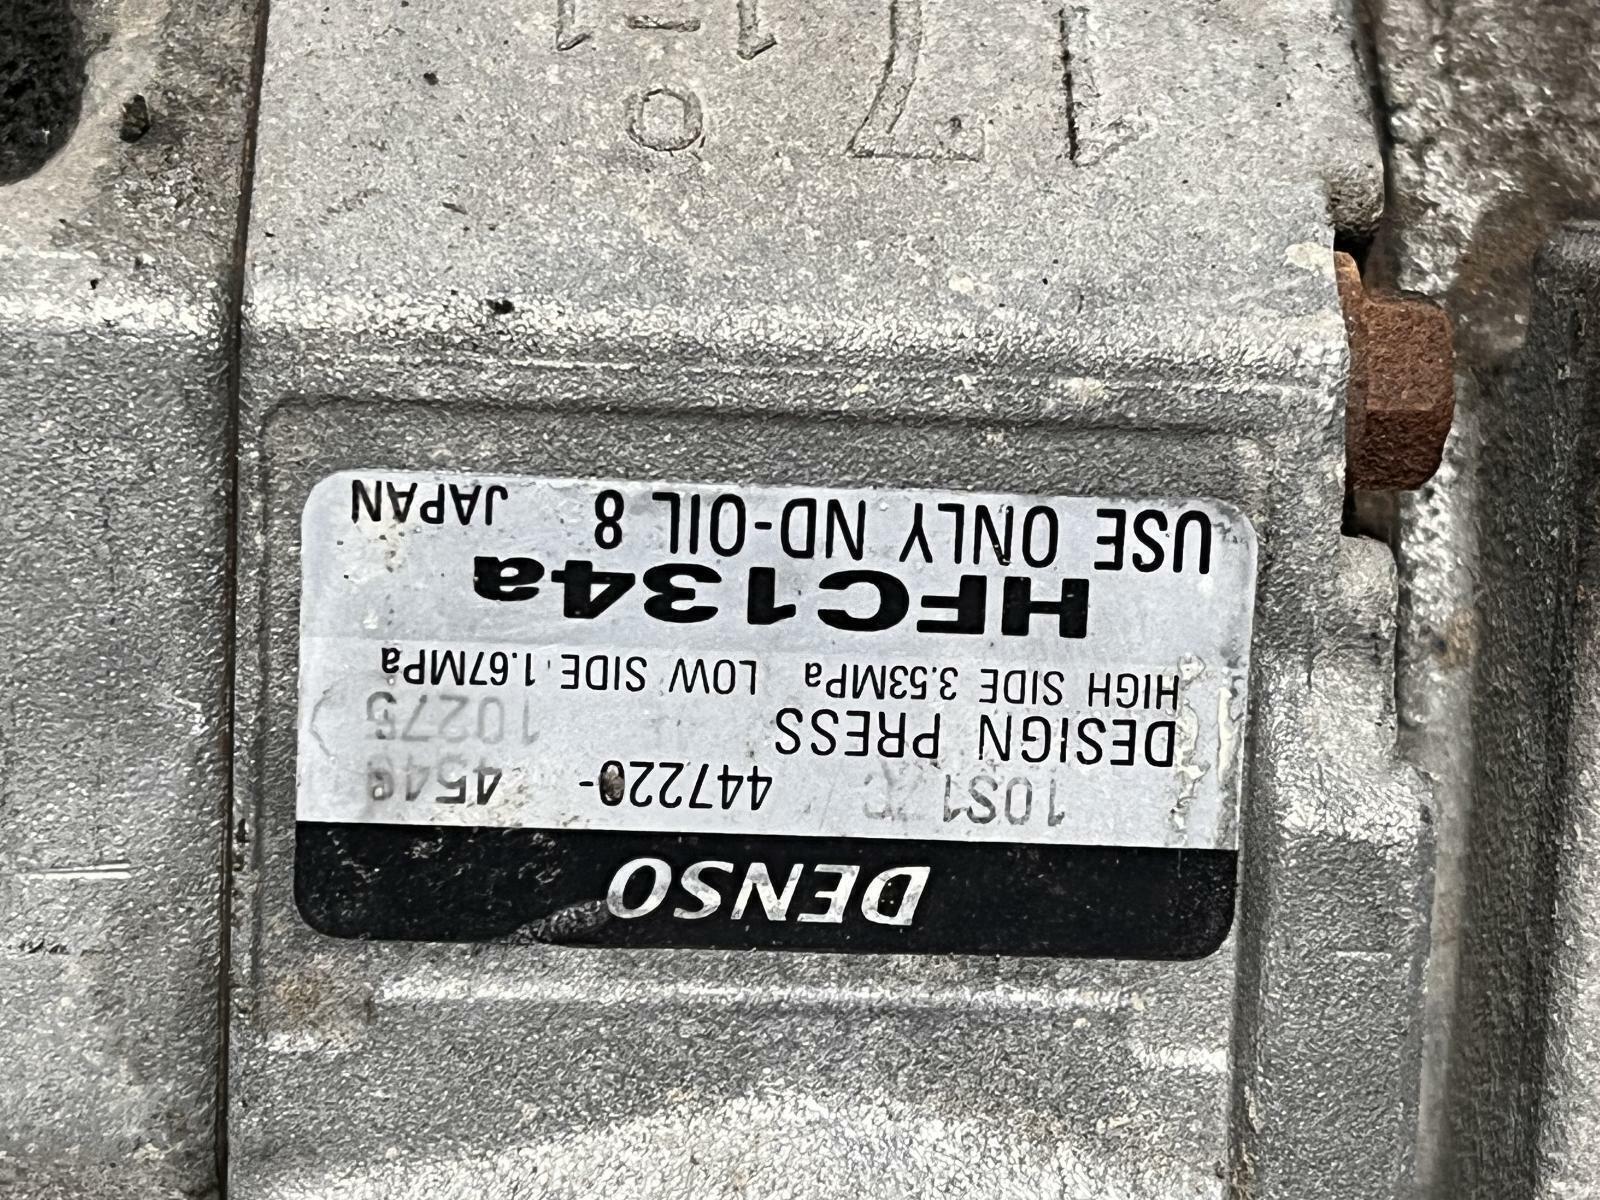 DENSO
10S1 C 447220-
DESIGN PRESS 10275
HIGH SIDE 3.53MPa LOW SIDE 1.67MPa
HFC134a
USE ONLY ND-OIL 8 JAPAN
17